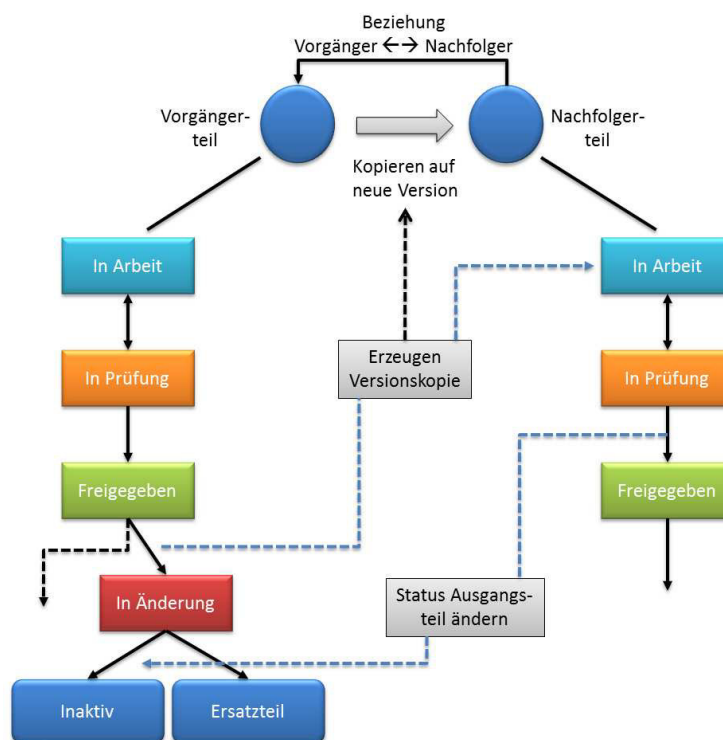 Beziehung
Vorgänger ←→ Nachfolger
Vorgänger-
teil
Nachfolger-
teil
Kopieren auf
neue Version
In Arbeit
In Arbeit
Erzeugen
Versionskopie
In Prüfung
In Prüfung
Freigegeben
Freigegeben
In Änderung
Status Ausgangs-
teil ändern
Inaktiv
Ersatzteil